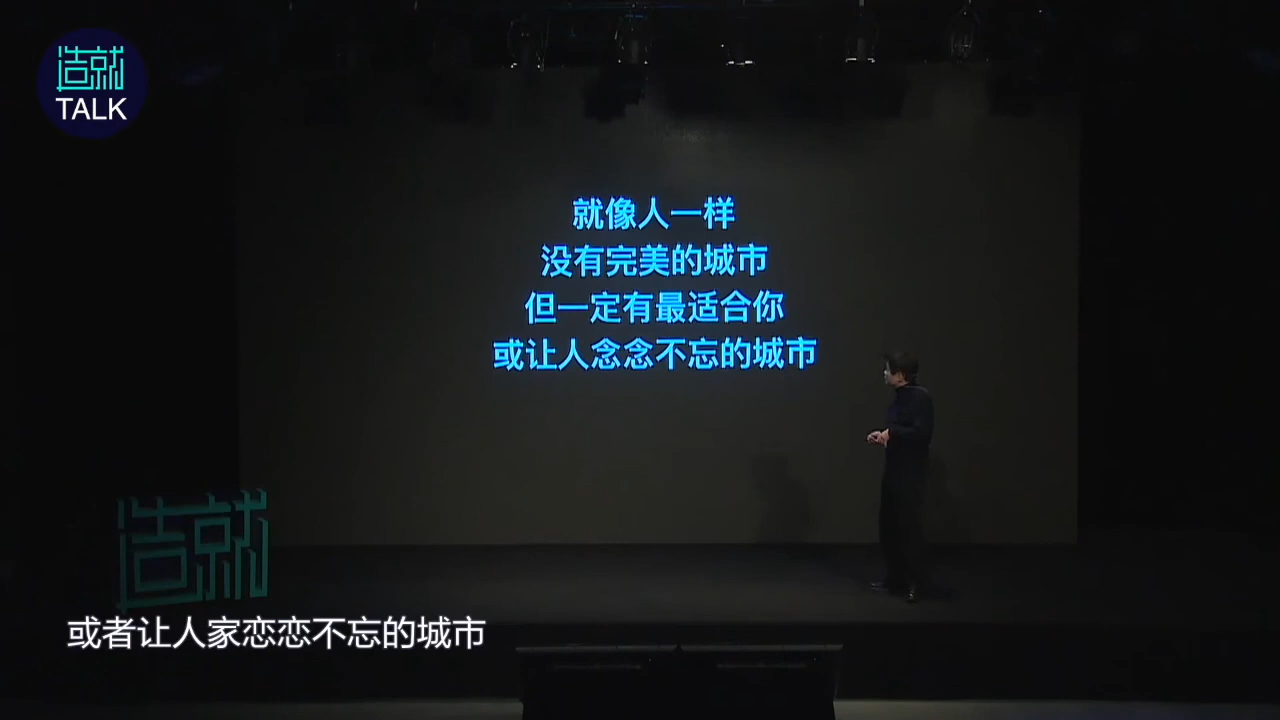 造就
TALK
就像人一样
没有完美的城市
但一定有最适合你
或让人念念不忘的城市
造就
或者让人家恋恋不忘的城市